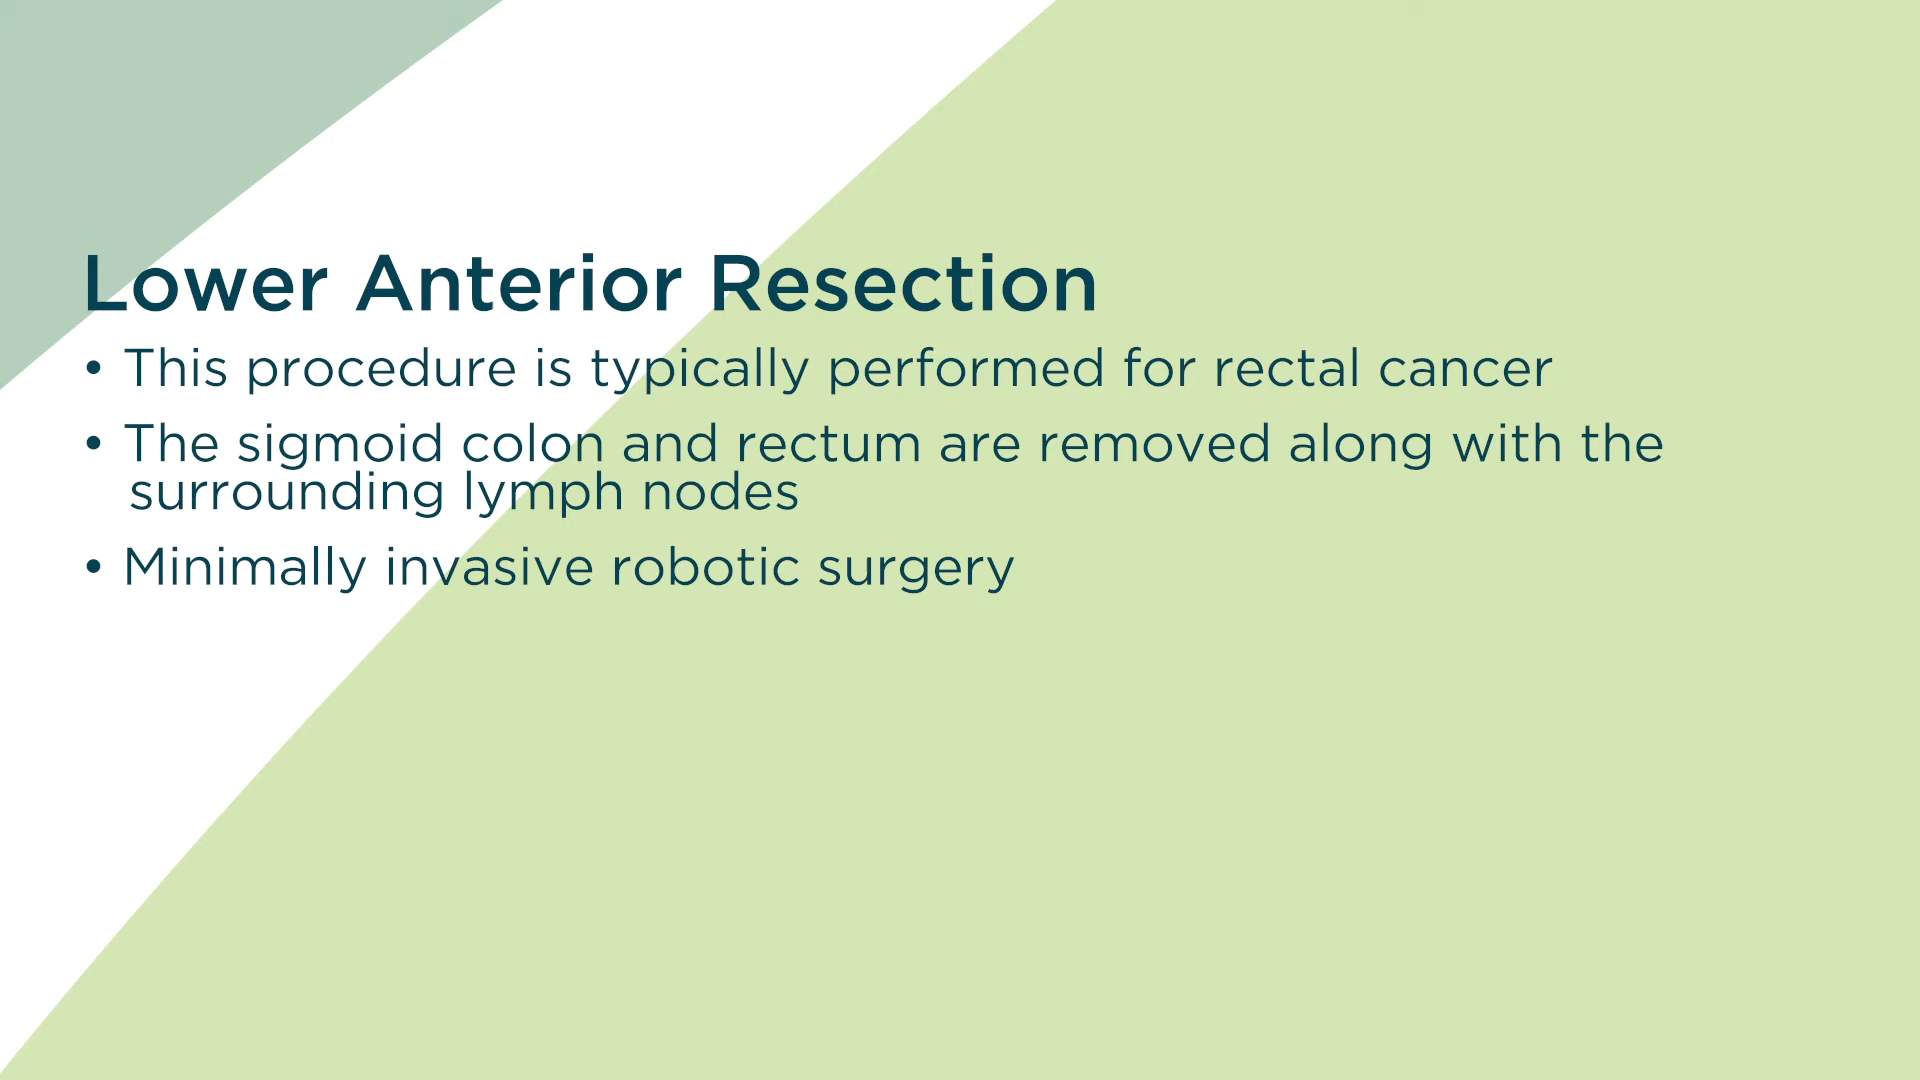 Lower Anterior Resection
• This procedure is typically performed for rectal cancer
• The sigmoid colon and rectum are removed along with the
surrounding lymph nodes
• Minimally invasive robotic surgery